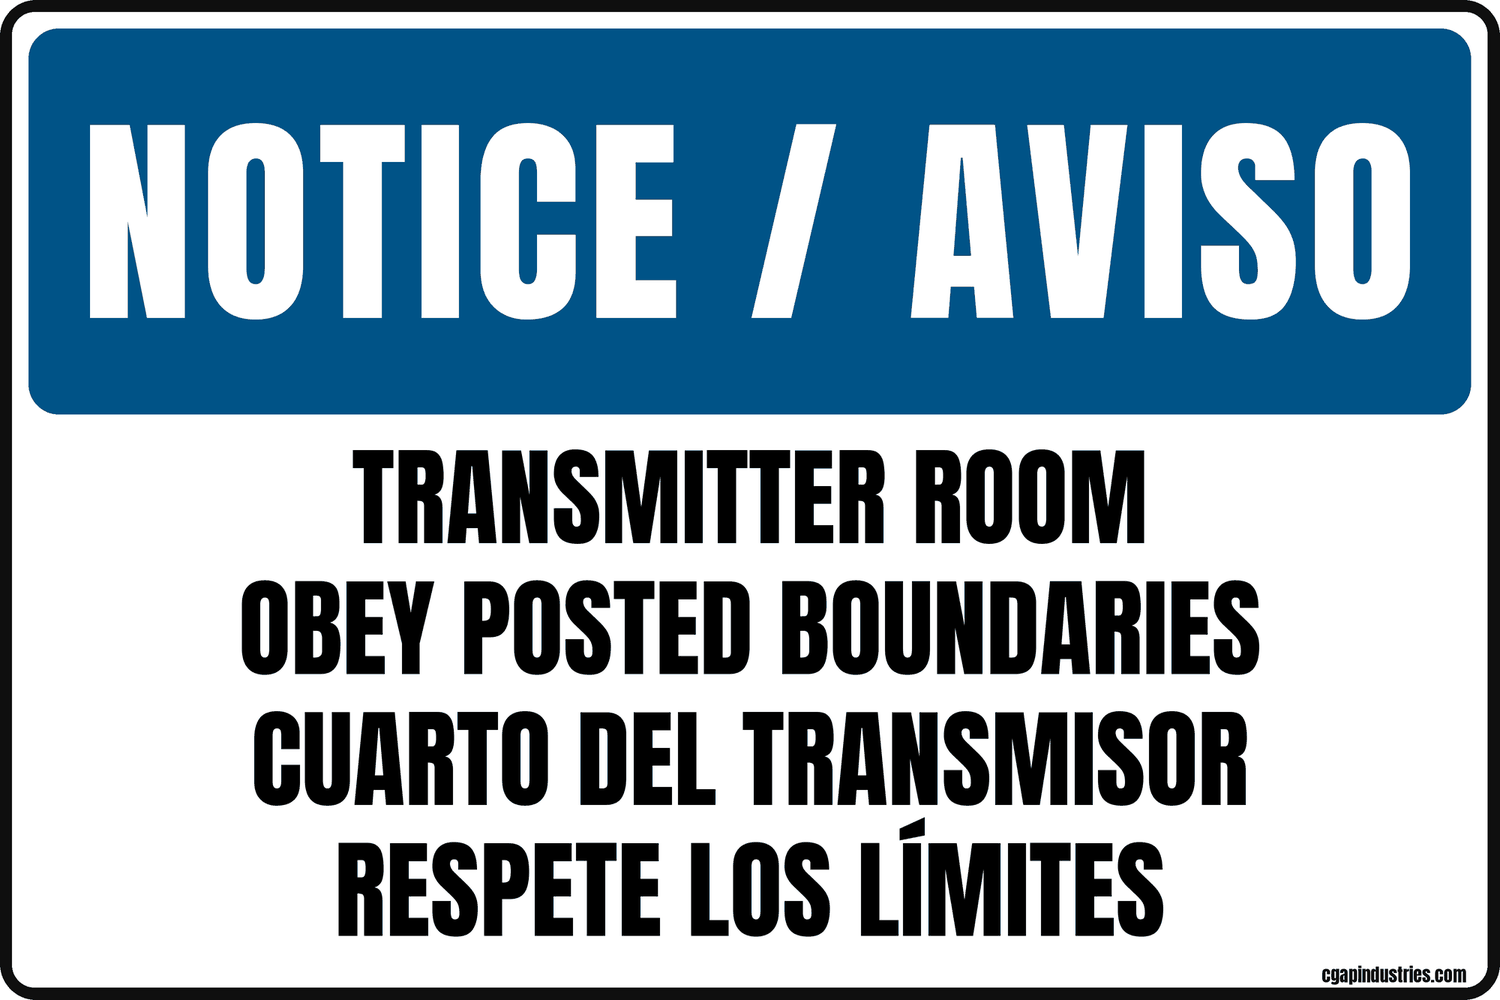 NOTICE / AVISO
TRANSMITTER ROOM
OBEY POSTED BOUNDARIES
CUARTO DEL TRANSMISOR
RESPETE LOS LÍMITES
cgapindustries.com